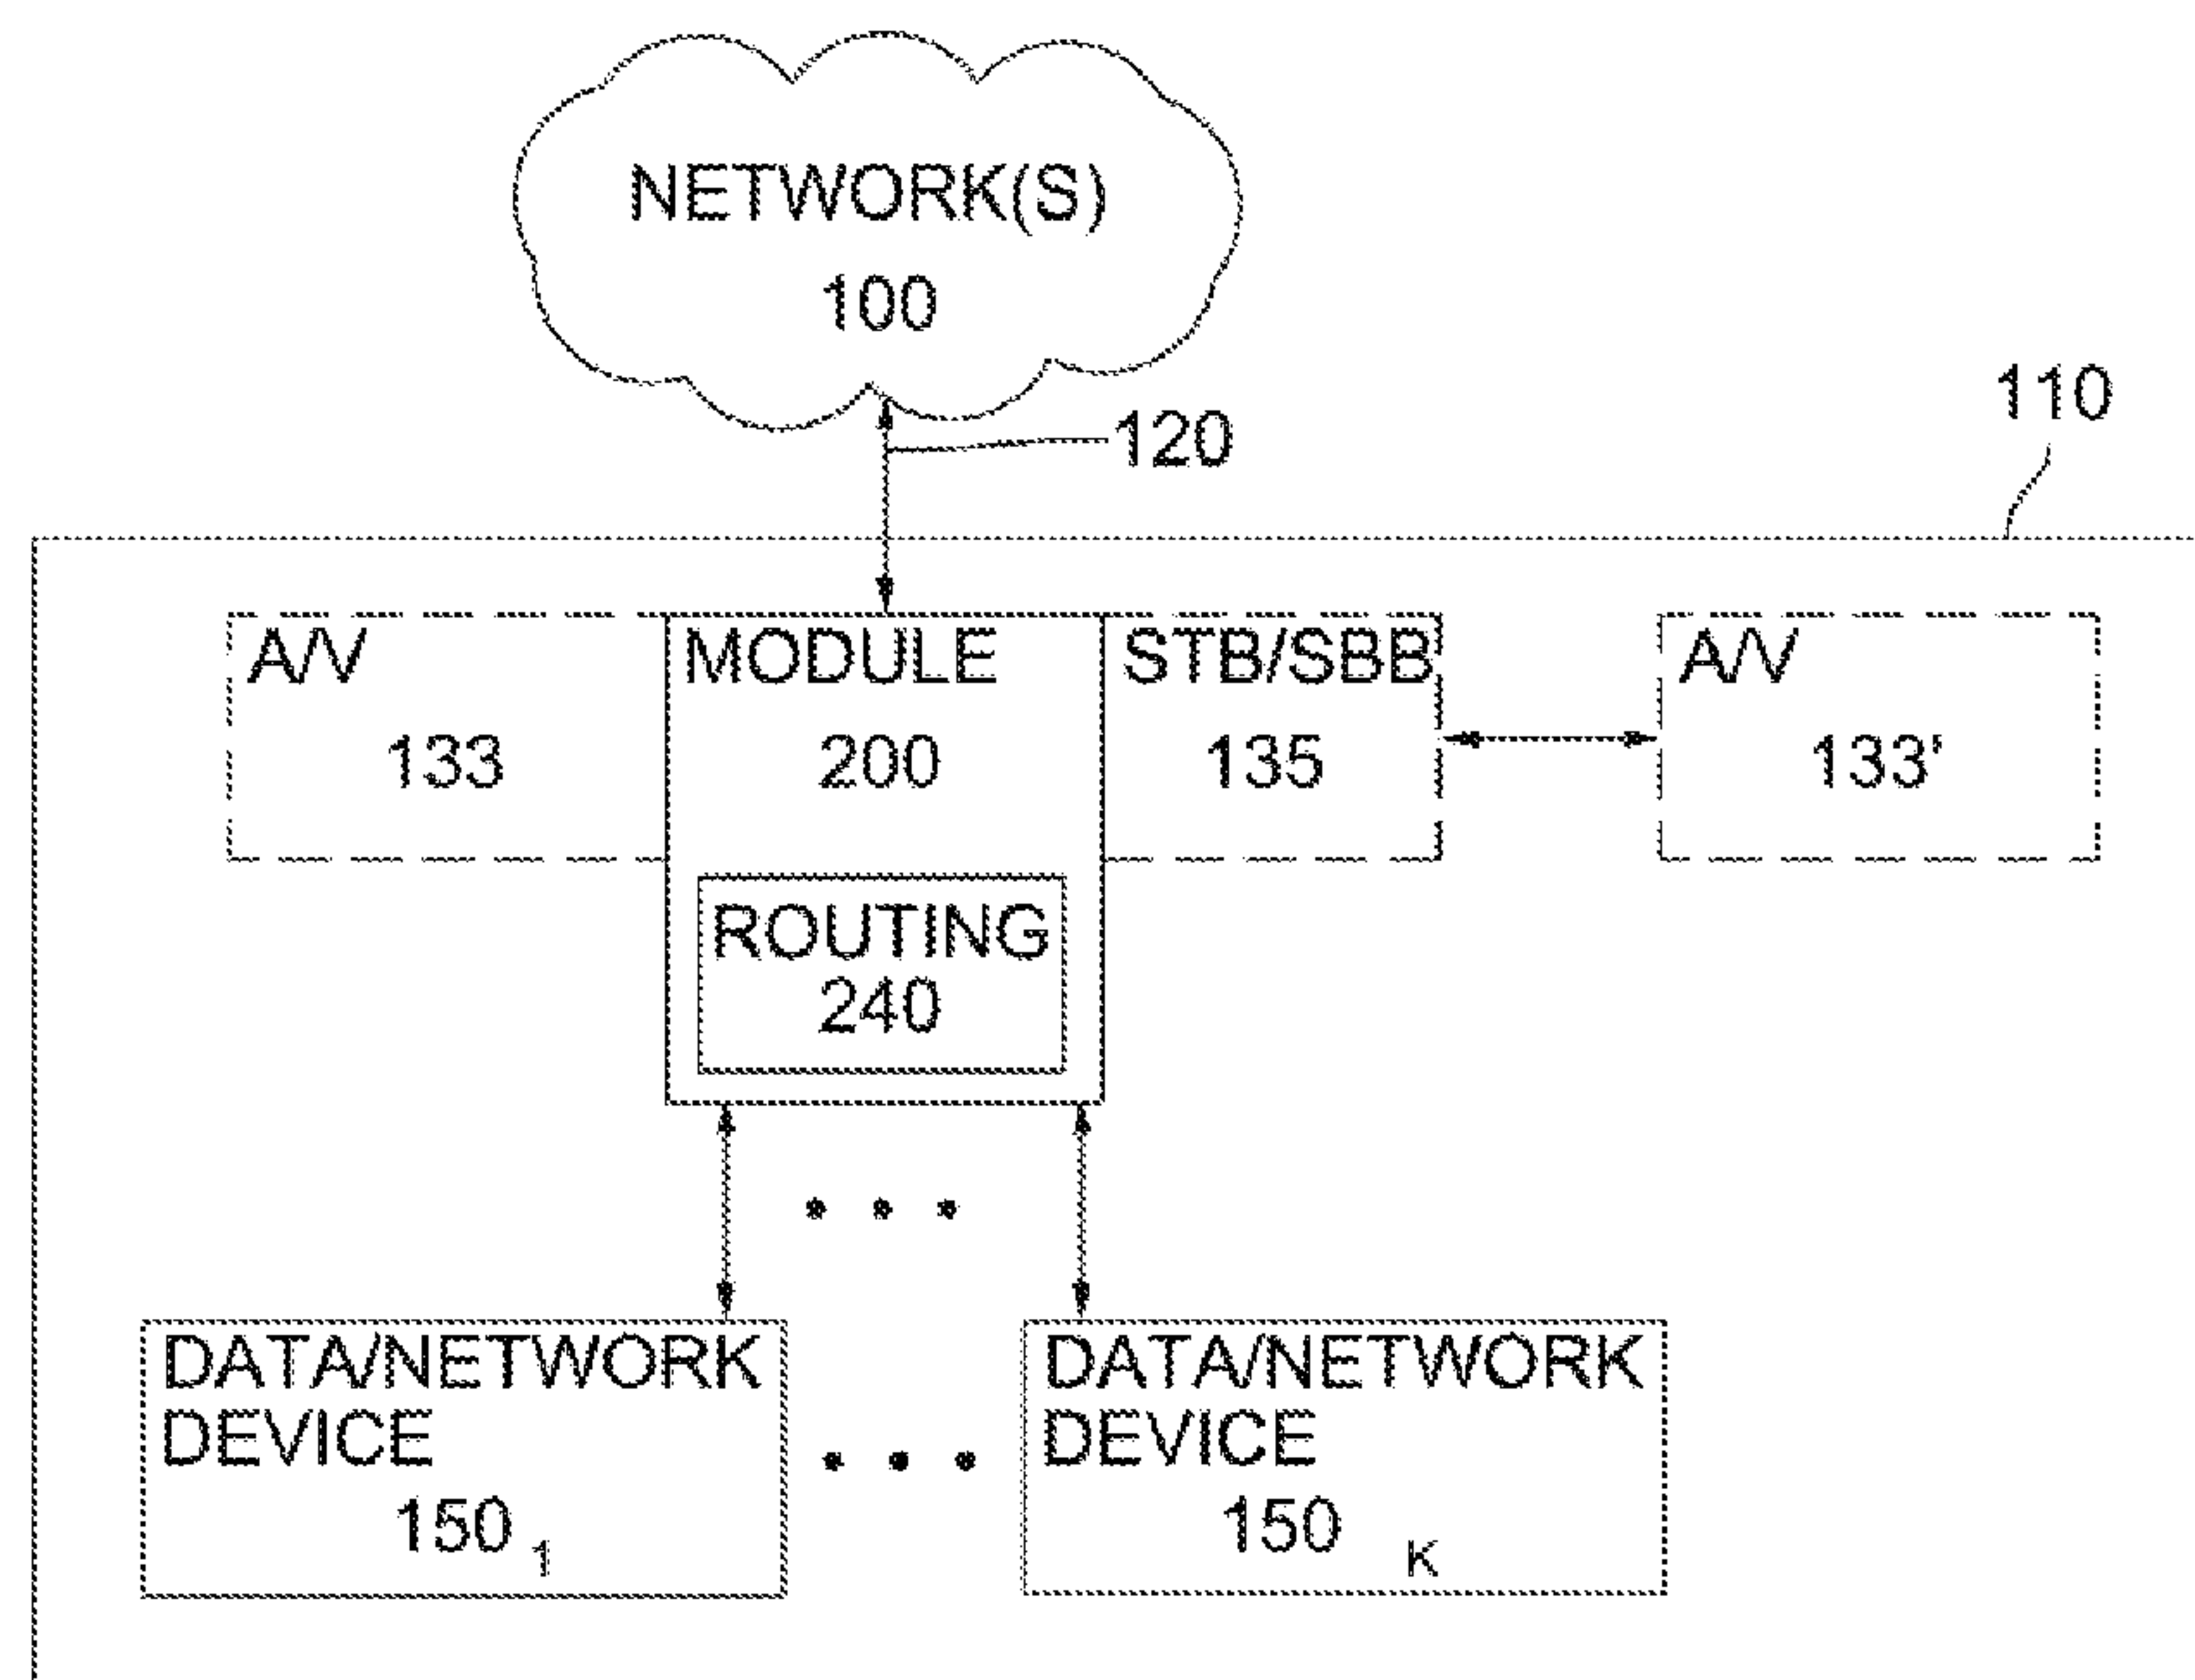 NETWORK(S)
100
120
110
A/V
133
MODULE
200
STB/SBB
135
A/V
133'
ROUTING
240
DATA/NETWORK
DEVICE
150 1
DATA/NETWORK
DEVICE
150 K